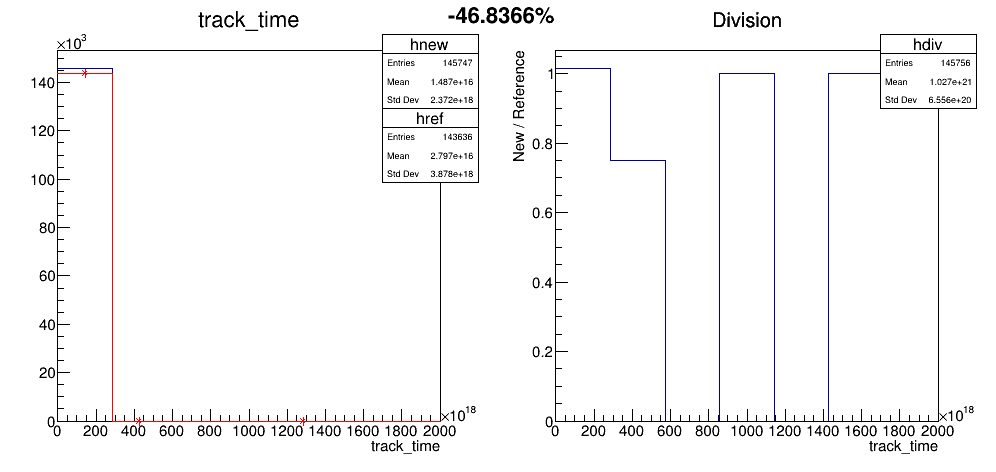 -46.8366%
track_time
×10³
hnew
Entries 145747
Mean 1.487e+16
Std Dev 2.372e+18
href
Entries 143636
Mean 2.797e+16
Std Dev 3.878e+18
140
120
100
80
60
40
20
0
0 200 400 600 800 1000 1200 1400 1600 1800 2000
×10¹⁸
track_time
Division
hdiv
Entries 145756
Mean 1.027e+21
Std Dev 6.556e+20
New / Reference
1
0.8
0.6
0.4
0.2
0
0 200 400 600 800 1000 1200 1400 1600 1800 2000
×10¹⁸
track_time